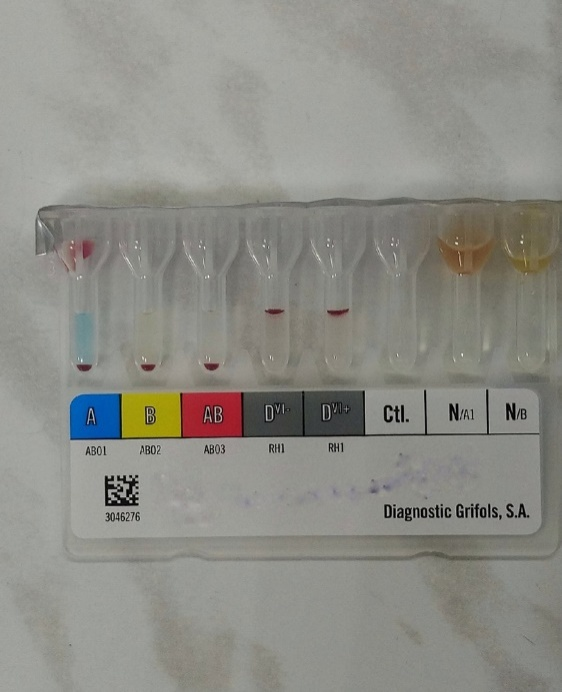 A B AB DVI- DVI+ Ctl. N/A1 N/B
AB01 AB02 AB03 RH1 RH1
3046276
Diagnostic Grifols, S.A.